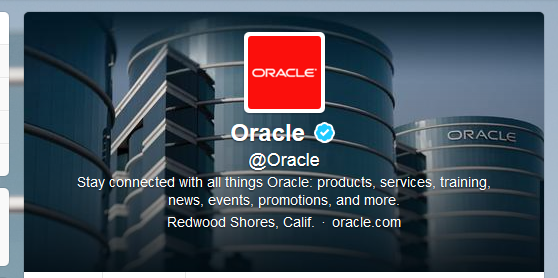 ORACLE
Oracle
@Oracle
ORACLE
Stay connected with all things Oracle: products, services, training,
news, events, promotions, and more.
Redwood Shores, Calif. · oracle.com